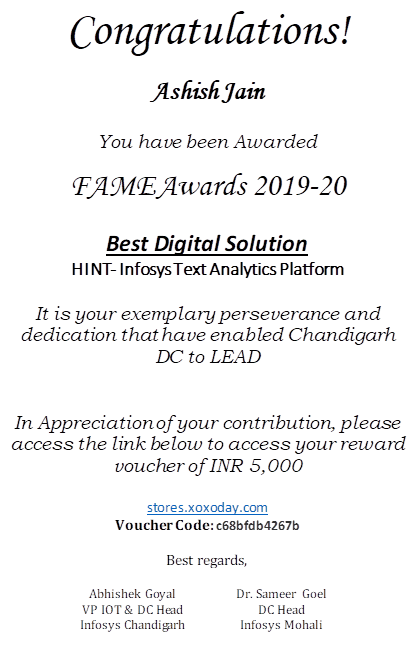 Congratulations!
Ashish Jain
You have been Awarded
FAME Awards 2019-20
Best Digital Solution
HINT- Infosys Text Analytics Platform
It is your exemplary perseverance and
dedication that have enabled Chandigarh
DC to LEAD
In Appreciation of your contribution, please
access the link below to access your reward
voucher of INR 5,000
stores.xoxoday.com
Voucher Code: c68bfdb4267b
Best regards,
Abhishek Goyal
VP IOT & DC Head
Infosys Chandigarh
Dr. Sameer Goel
DC Head
Infosys Mohali